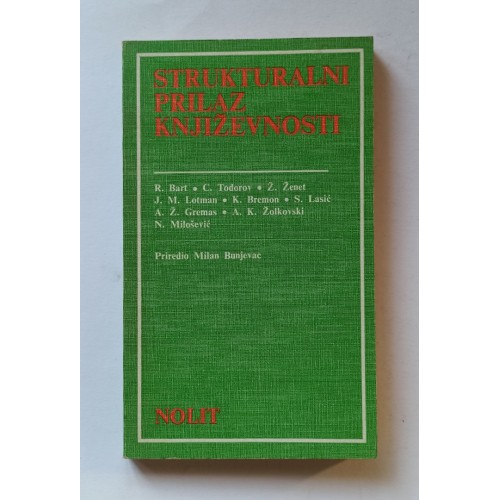 STRUKTURALNI
PRILAZ
KNJIŽEVNOSTI
R. Bart • C. Todorov • Ž. Ženet
J. M. Lotman • K. Bremon • S. Lasić
A. Ž. Gremas • A. K. Žolkovski
N. Milošević
Priredio Milan Bunjevac
NOLIT